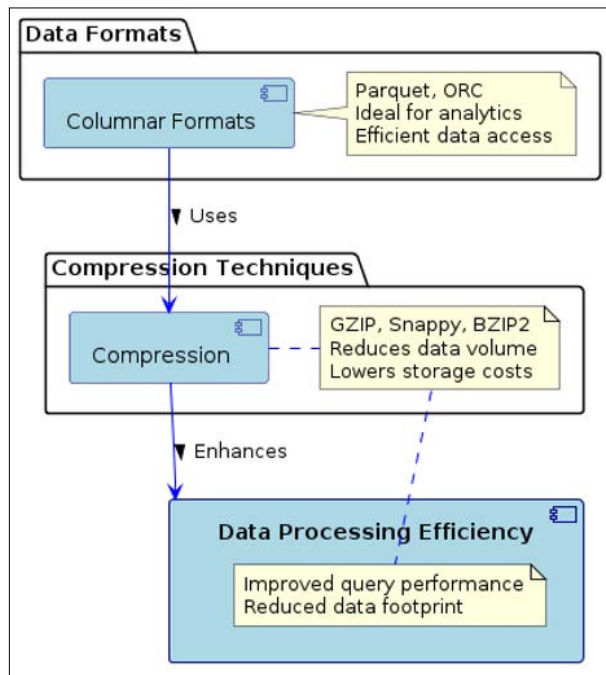 Data Formats
Columnar Formats
Parquet, ORC
Ideal for analytics
Efficient data access
Uses
Compression Techniques
Compression
GZIP, Snappy, BZIP2
Reduces data volume
Lowers storage costs
Enhances
Data Processing Efficiency
Improved query performance
Reduced data footprint